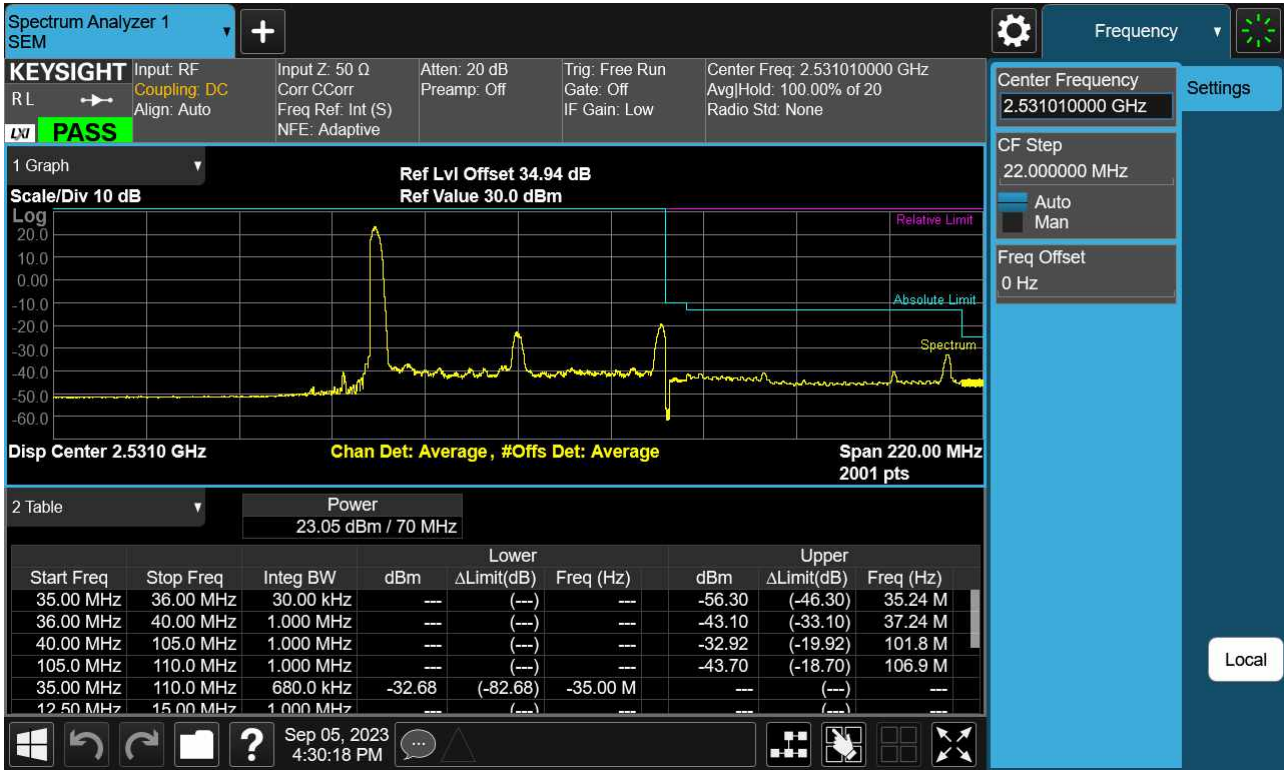 Spectrum Analyzer 1
SEM
+
Frequency
KEYSIGHT
R L
LXI PASS
Input: RF
Coupling: DC
Align: Auto
Input Z: 50 Ω
Corr CCorr
Freq Ref: Int (S)
NFE: Adaptive
Atten: 20 dB
Preamp: Off
Trig: Free Run
Gate: Off
IF Gain: Low
Center Freq: 2.531010000 GHz
Avg|Hold: 100.00% of 20
Radio Std: None
Center Frequency
2.531010000 GHz
Settings
CF Step
22.000000 MHz
Auto
Man
Freq Offset
0 Hz
Local
1 Graph
Scale/Div 10 dB
Ref Lvl Offset 34.94 dB
Ref Value 30.0 dBm
Log
20.0
10.0
0.00
-10.0
-20.0
-30.0
-40.0
-50.0
-60.0
Relative Limit
Absolute Limit
Spectrum
Disp Center 2.5310 GHz
Chan Det: Average , #Offs Det: Average
Span 220.00 MHz
2001 pts
2 Table
Power
23.05 dBm / 70 MHz
Lower Upper
Start Freq Stop Freq Integ BW dBm ΔLimit(dB) Freq (Hz) dBm ΔLimit(dB) Freq (Hz)
35.00 MHz 36.00 MHz 30.00 kHz --- (---) --- -56.30 (-46.30) 35.24 M
36.00 MHz 40.00 MHz 1.000 MHz --- (---) --- -43.10 (-33.10) 37.24 M
40.00 MHz 105.0 MHz 1.000 MHz --- (---) --- -32.92 (-19.92) 101.8 M
105.0 MHz 110.0 MHz 1.000 MHz --- (---) --- -43.70 (-18.70) 106.9 M
35.00 MHz 110.0 MHz 680.0 kHz -32.68 (-82.68) -35.00 M --- (---) ---
12.50 MHz 15.00 MHz 1.000 MHz --- (---) --- --- (---) ---
?
Sep 05, 2023
4:30:18 PM